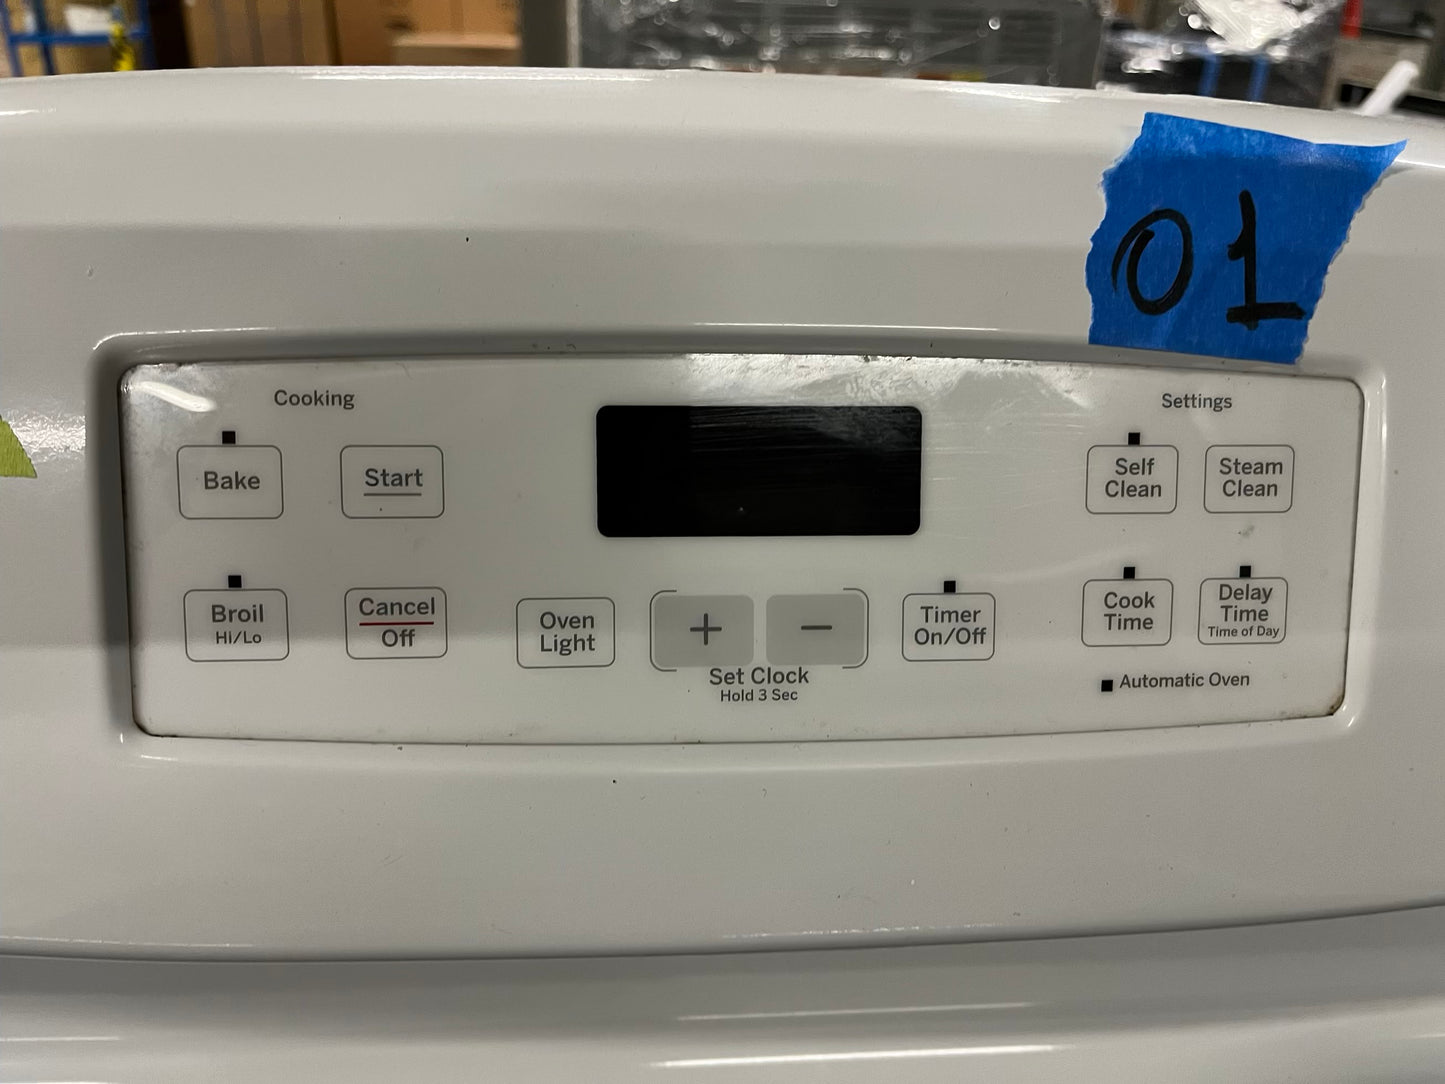 01
Cooking
Settings
Bake
Start
Self
Clean
Steam
Clean
Broil
Hi/Lo
Cancel
Off
Oven
Light
+
−
Set Clock
Hold 3 Sec
Timer
On/Off
Cook
Time
Delay
Time
Time of Day
Automatic Oven